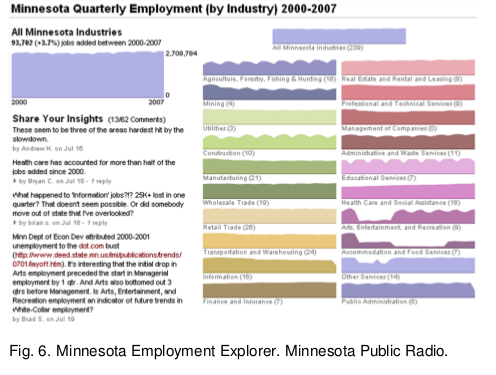 Minnesota Quarterly Employment (by Industry) 2000-2007
All Minnesota Industries
93,702 (+3.7%) jobs added between 2000-2007
2,708,784
0
2000
2007
Share Your Insights (13/62 Comments)
These seem to be three of the areas hardest hit by the
slowdown.
by Andrew H. on Jul 18
Health care has accounted for more than half of the
jobs added since 2000.
by Bryan C. on Jul 18 - 1 reply
What happened to 'Information' jobs?!? 25K+ lost in one
quarter? That doesn't seem possible. Or did somebody
move out of state that I've overlooked?
by brian s. on Jul 18 - 1 reply
Minn Dept of Econ Dev attributed 2000-2001
unemployment to the dot.com bust
(http://www.deed.state.mn.us/lmi/publications/trends/
0701/layoff.htm). It's interesting that the initial drop in
Arts employment preceded the start in Managerial
employment by 1 qtr. And Arts also bottomed out 3
qtrs before Management. Is Arts, Entertainment, and
Recreation employment an indicator of future trends in
White-Collar employment?
by Brad S. on Jul 19
All Minnesota Industries (239)
Agriculture, Forestry, Fishing & Hunting (18)
Mining (4)
Utilities (3)
Construction (10)
Manufacturing (21)
Wholesale Trade (19)
Retail Trade (26)
Transportation and Warehousing (24)
Information (16)
Finance and Insurance (7)
Real Estate and Rental and Leasing (8)
Professional and Technical Services (9)
Management of Companies (0)
Administrative and Waste Services (11)
Educational Services (7)
Health Care and Social Assistance (18)
Arts, Entertainment, and Recreation (9)
Accommodation and Food Services (7)
Other Services (14)
Public Administration (8)
Fig. 6. Minnesota Employment Explorer. Minnesota Public Radio.